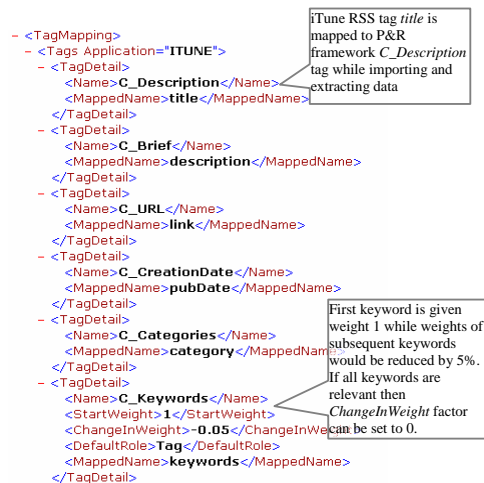 - <TagMapping>
- <Tags Application="ITUNE">
- <TagDetail>
<Name>C_Description</Name>
<MappedName>title</MappedName>
</TagDetail>
iTune RSS tag title is
mapped to P&R
framework C_Description
tag while importing and
extracting data
- <TagDetail>
<Name>C_Brief</Name>
<MappedName>description</MappedName>
</TagDetail>
- <TagDetail>
<Name>C_URL</Name>
<MappedName>link</MappedName>
</TagDetail>
- <TagDetail>
<Name>C_CreationDate</Name>
<MappedName>pubDate</MappedName>
</TagDetail>
- <TagDetail>
<Name>C_Categories</Name>
<MappedName>category</MappedName>
</TagDetail>
- <TagDetail>
<Name>C_Keywords</Name>
<StartWeight>1</StartWeight>
<ChangeInWeight>-0.05</ChangeInWeight>
<DefaultRole>Tag</DefaultRole>
<MappedName>keywords</MappedName>
</TagDetail>
First keyword is given
weight 1 while weights of
subsequent keywords
would be reduced by 5%.
If all keywords are
relevant then
ChangeInWeight factor
can be set to 0.